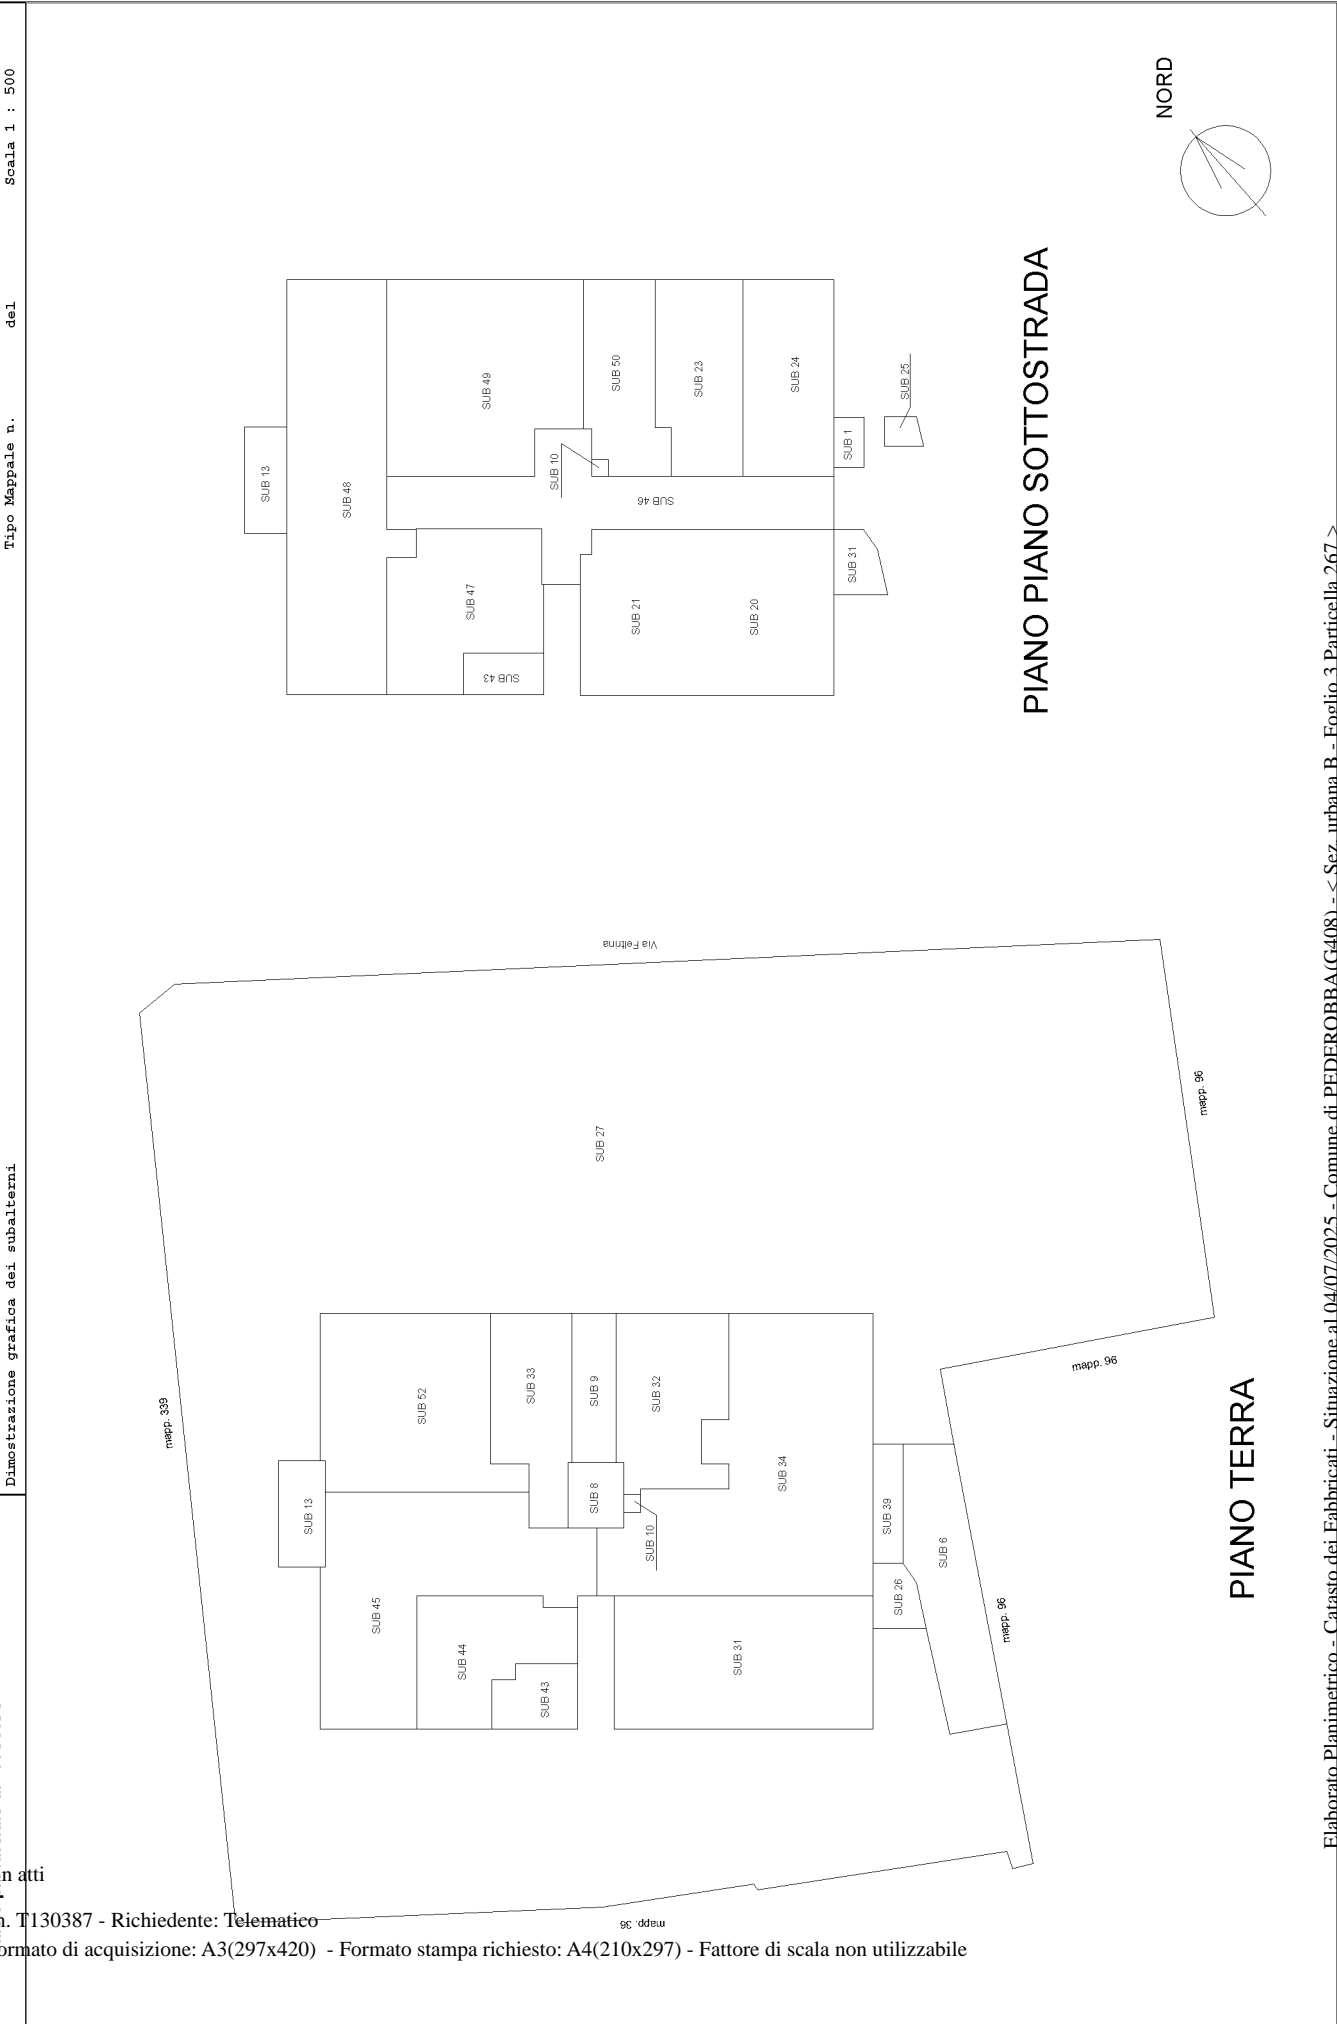 Dimostrazione grafica dei subalterni
Tipo Mappale n.
del
Scala 1 : 500
NORD
PIANO PIANO SOTTOSTRADA
SUB 13
SUB 48
SUB 49
SUB 50
SUB 23
SUB 24
SUB 25
SUB 1
SUB 10
SUB 46
SUB 31
SUB 47
SUB 43
SUB 21
SUB 20
PIANO TERRA
Via Feltrina
SUB 27
mapp. 96
mapp. 96
mapp. 96
mapp. 339
mapp. 36
SUB 52
SUB 33
SUB 9
SUB 32
SUB 34
SUB 13
SUB 8
SUB 10
SUB 39
SUB 6
SUB 26
SUB 45
SUB 44
SUB 43
SUB 31
n atti
n. T130387 - Richiedente: Telematico
ormato di acquisizione: A3(297x420) - Formato stampa richiesto: A4(210x297) - Fattore di scala non utilizzabile
Elaborato Planimetrico - Catasto dei Fabbricati - Situazione al 04/07/2025 - Comune di PEDEROBBA(G408) - < Sez. urbana B - Foglio 3 Particella 267 >